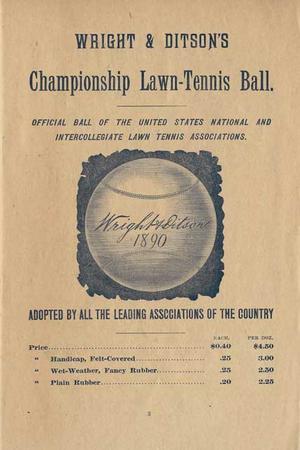 WRIGHT & DITSON'S
Championship Lawn-Tennis Ball.
OFFICIAL BALL OF THE UNITED STATES NATIONAL AND
INTERCOLLEGIATE LAWN TENNIS ASSOCIATIONS.
Wright & Ditson
1890
ADOPTED BY ALL THE LEADING ASSOCIATIONS OF THE COUNTRY
EACH. PER DOZ.
Price........................................ $0.40 $4.50
" Handicap, Felt-Covered.................... .25 3.00
" Wet-Weather, Fancy Rubber............... .25 2.50
" Plain Rubber............................. .20 2.25
3